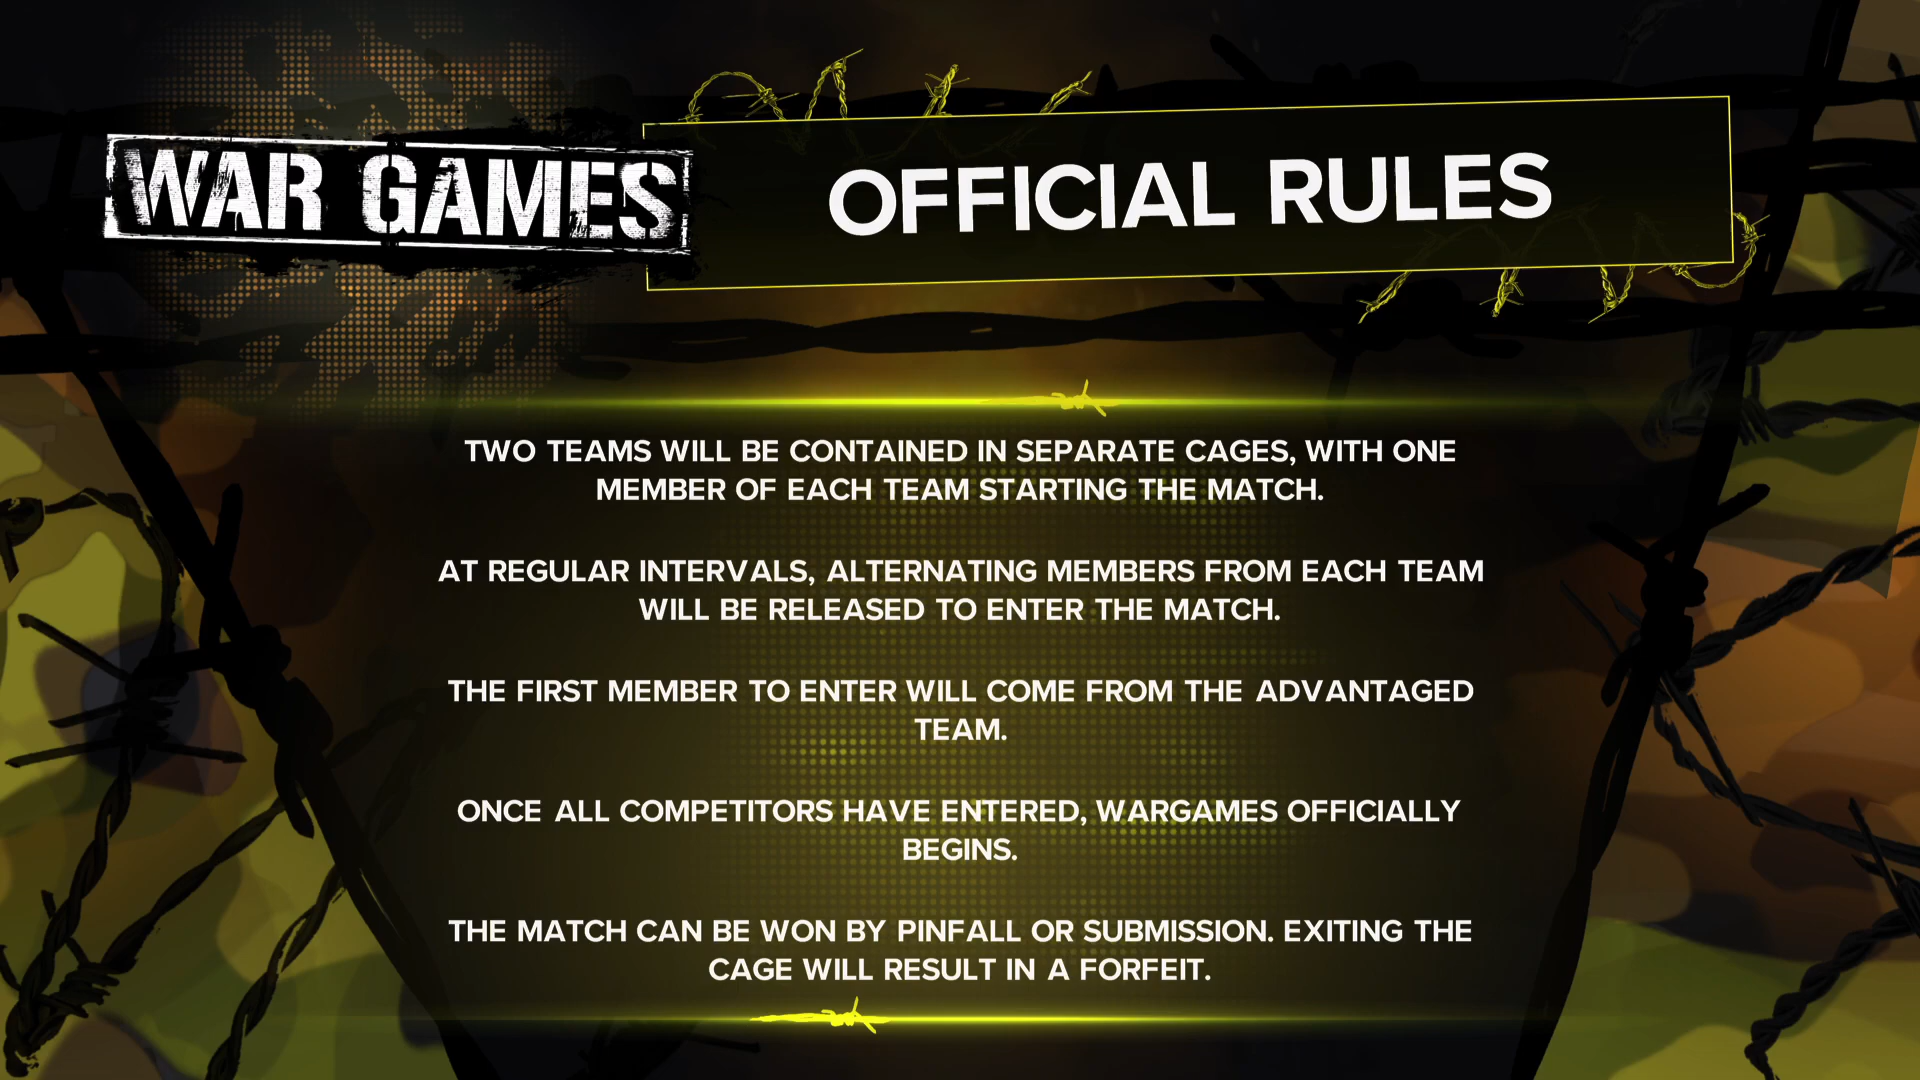 WAR GAMES
OFFICIAL RULES
TWO TEAMS WILL BE CONTAINED IN SEPARATE CAGES, WITH ONE
MEMBER OF EACH TEAM STARTING THE MATCH.
AT REGULAR INTERVALS, ALTERNATING MEMBERS FROM EACH TEAM
WILL BE RELEASED TO ENTER THE MATCH.
THE FIRST MEMBER TO ENTER WILL COME FROM THE ADVANTAGED
TEAM.
ONCE ALL COMPETITORS HAVE ENTERED, WARGAMES OFFICIALLY
BEGINS.
THE MATCH CAN BE WON BY PINFALL OR SUBMISSION. EXITING THE
CAGE WILL RESULT IN A FORFEIT.